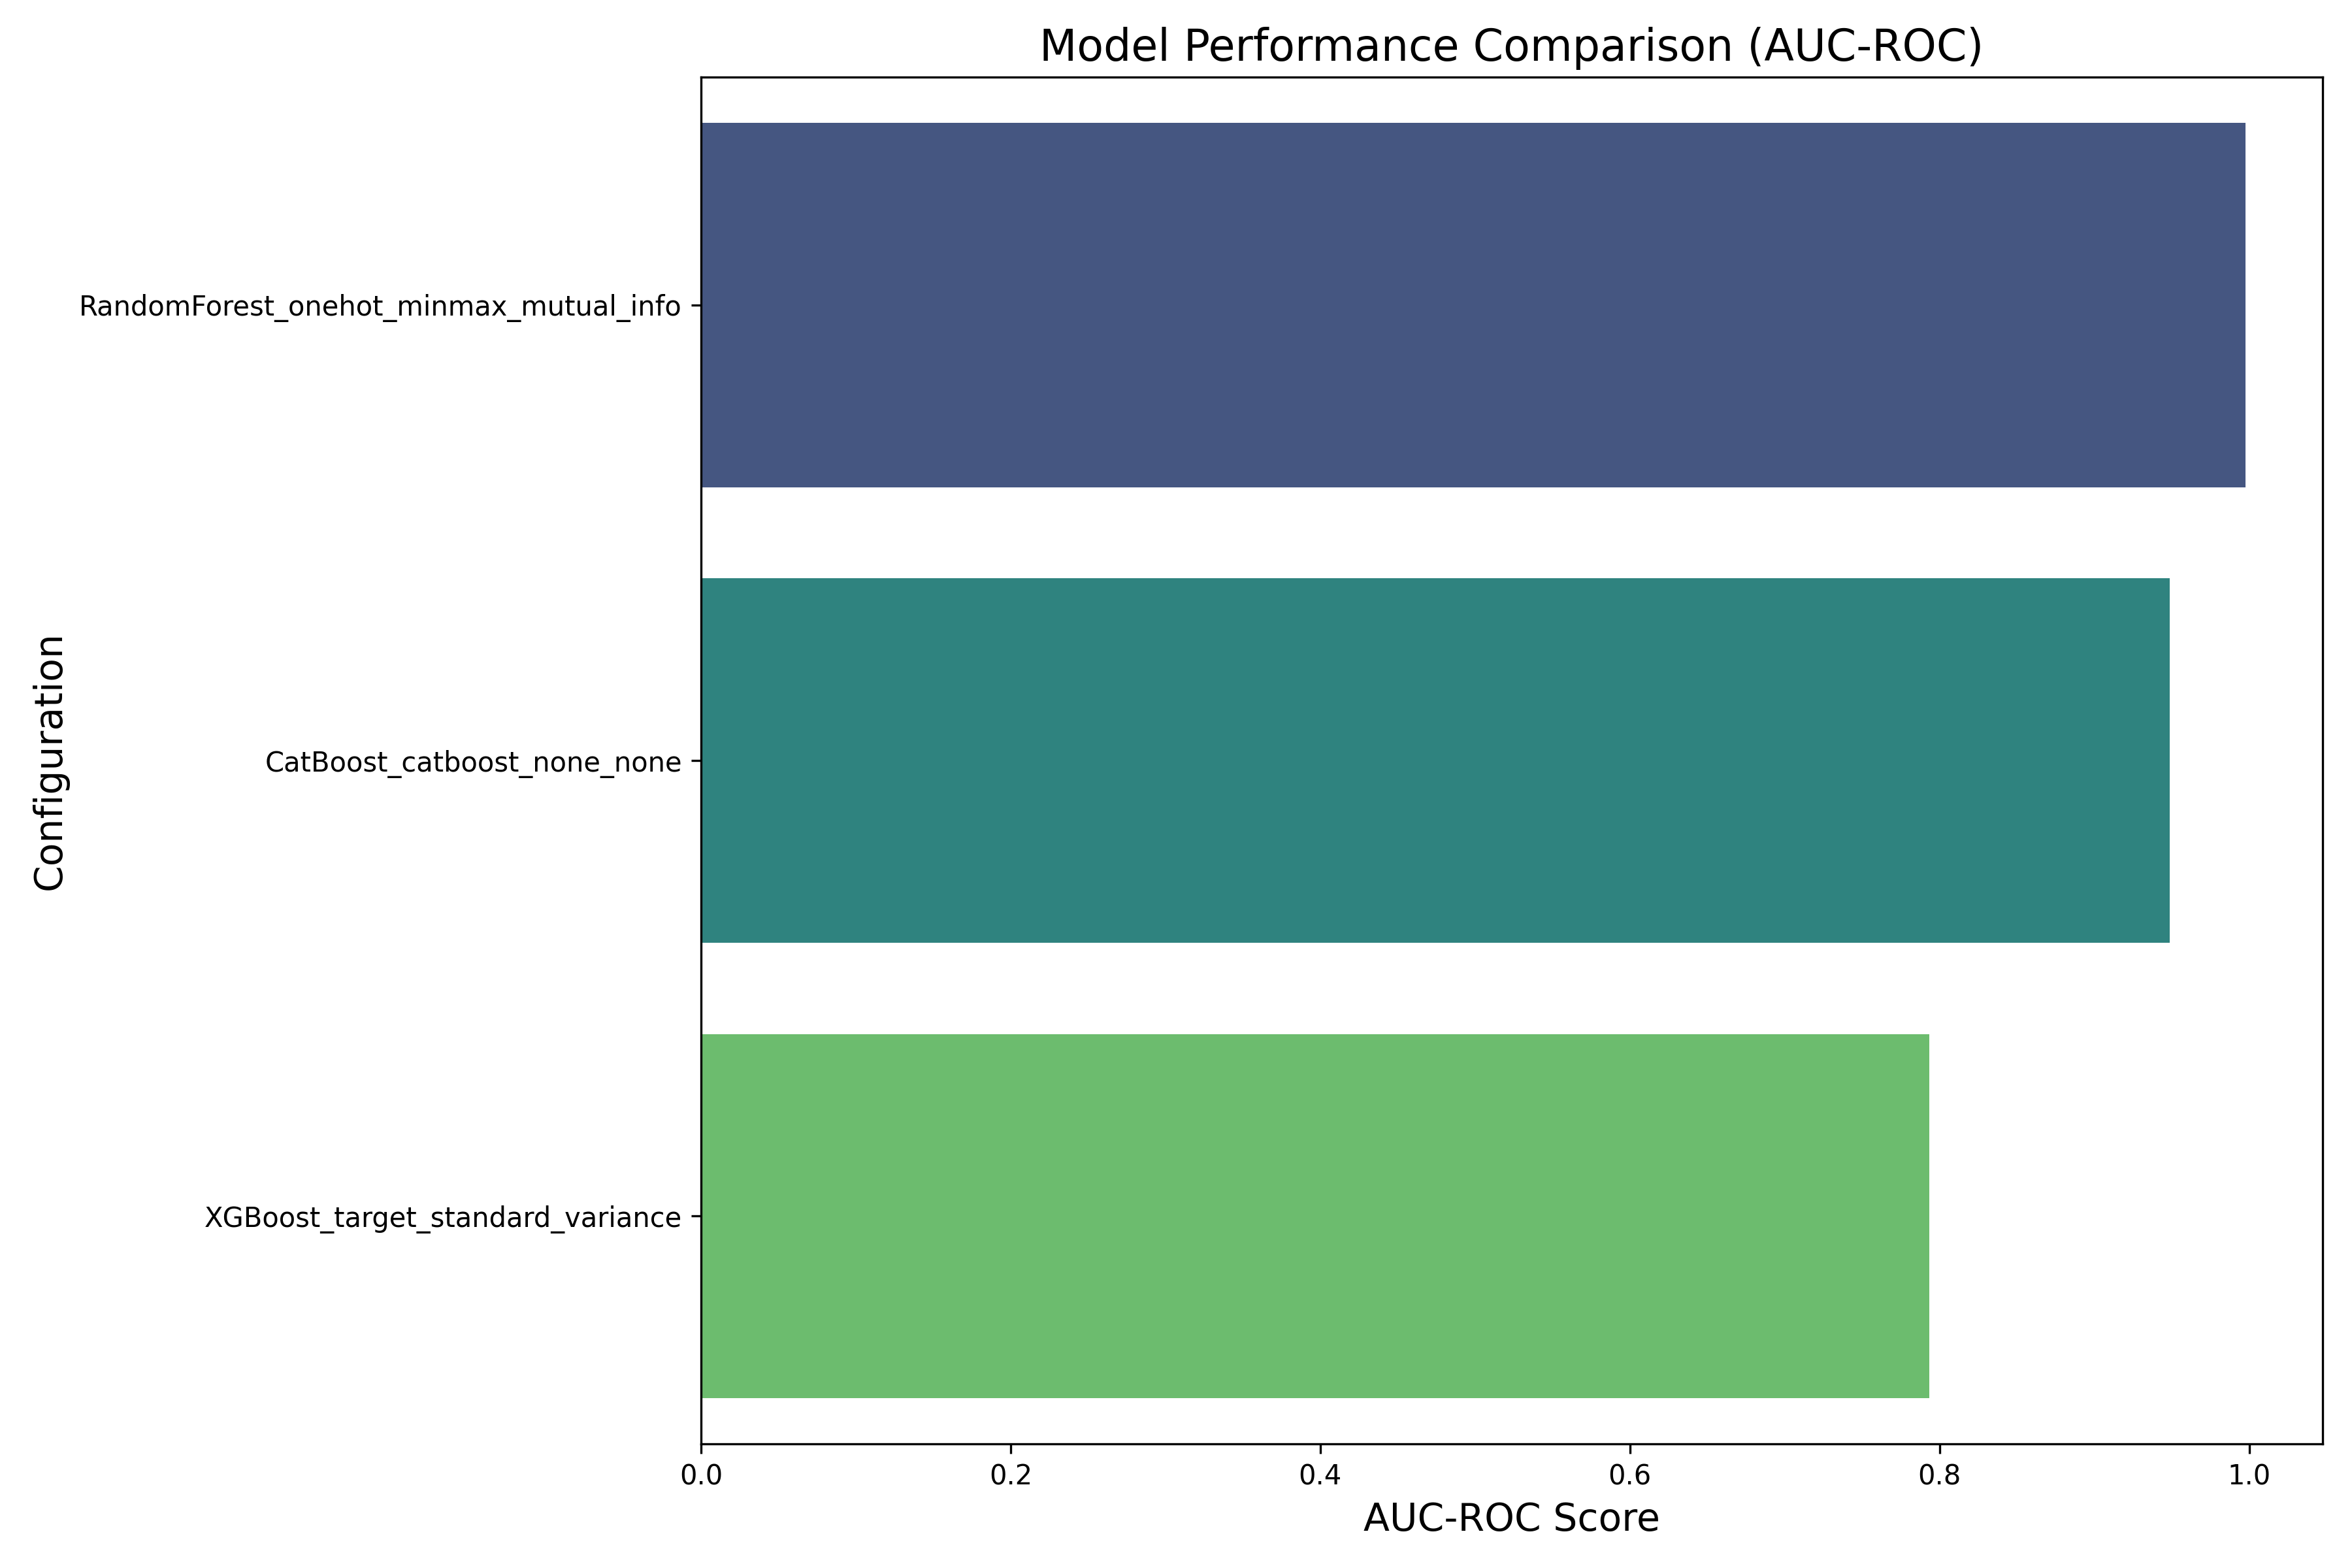 Model Performance Comparison (AUC-ROC)
Configuration
RandomForest_onehot_minmax_mutual_info
CatBoost_catboost_none_none
XGBoost_target_standard_variance
0.0 0.2 0.4 0.6 0.8 1.0
AUC-ROC Score